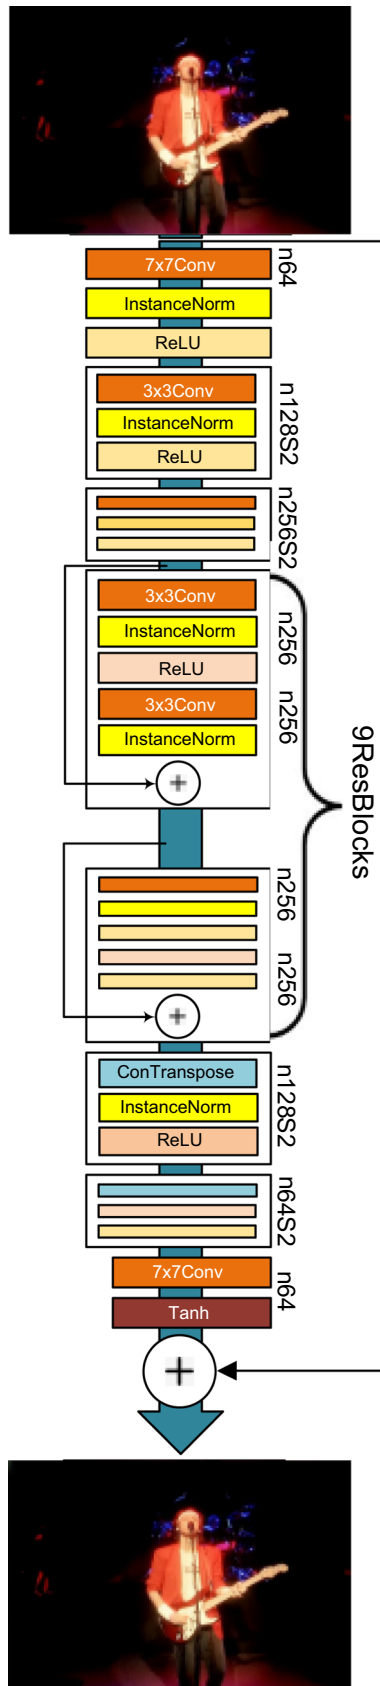 7x7Conv
n64
InstanceNorm
ReLU
3x3Conv
InstanceNorm
ReLU
n128S2
n256S2
3x3Conv
InstanceNorm
n256
ReLU
3x3Conv
n256
InstanceNorm
+
9ResBlocks
n256
n256
+
ConTranspose
InstanceNorm
ReLU
n128S2
n64S2
7x7Conv
n64
Tanh
+